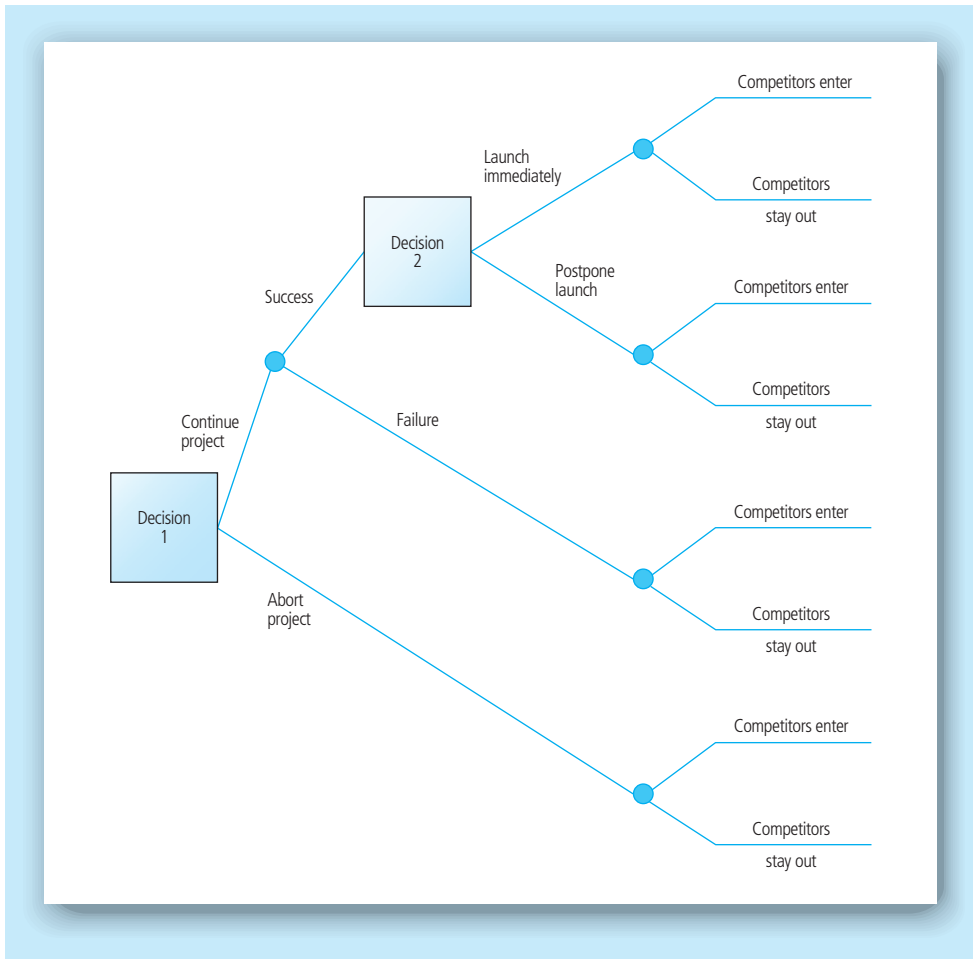 Competitors enter
Launch
immediately
Competitors
stay out
Decision
2
Postpone
launch
Competitors enter
Success
Competitors
stay out
Continue
project
Failure
Decision
1
Competitors enter
Abort
project
Competitors
stay out
Competitors enter
Competitors
stay out